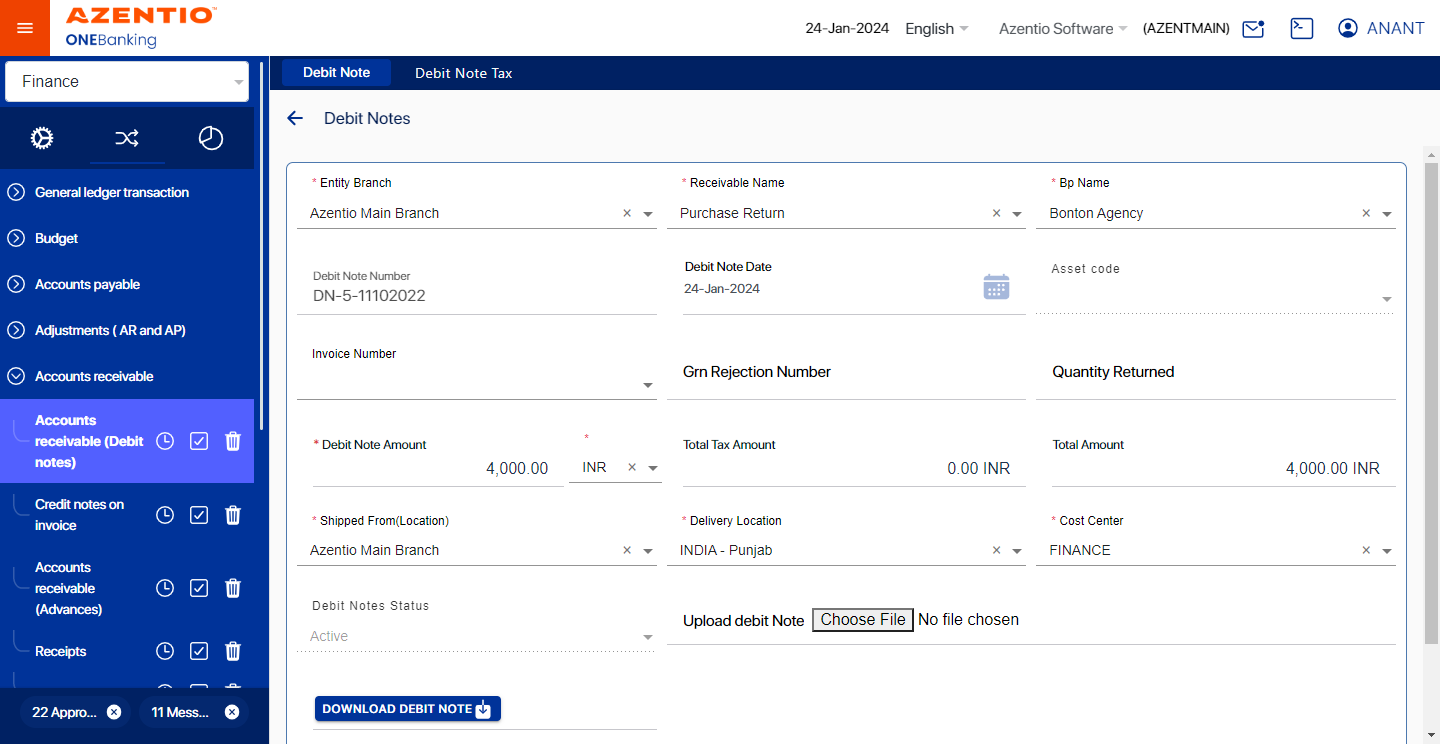 AZENTIO™
ONEBanking
24-Jan-2024 English Azentio Software (AZENTMAIN) ANANT
Finance
General ledger transaction
Budget
Accounts payable
Adjustments ( AR and AP)
Accounts receivable
Accounts
receivable (Debit
notes)
Credit notes on
invoice
Accounts
receivable
(Advances)
Receipts
22 Appro...
11 Mess...
Debit Note Debit Note Tax
Debit Notes
* Entity Branch * Receivable Name * Bp Name
Azentio Main Branch × Purchase Return × Bonton Agency ×
Debit Note Number Debit Note Date Asset code
DN-5-11102022 24-Jan-2024
Invoice Number
Grn Rejection Number Quantity Returned
* Debit Note Amount * Total Tax Amount Total Amount
4,000.00 INR × 0.00 INR 4,000.00 INR
* Shipped From(Location) * Delivery Location * Cost Center
Azentio Main Branch × INDIA - Punjab × FINANCE ×
Debit Notes Status
Active
Upload debit Note Choose File No file chosen
DOWNLOAD DEBIT NOTE